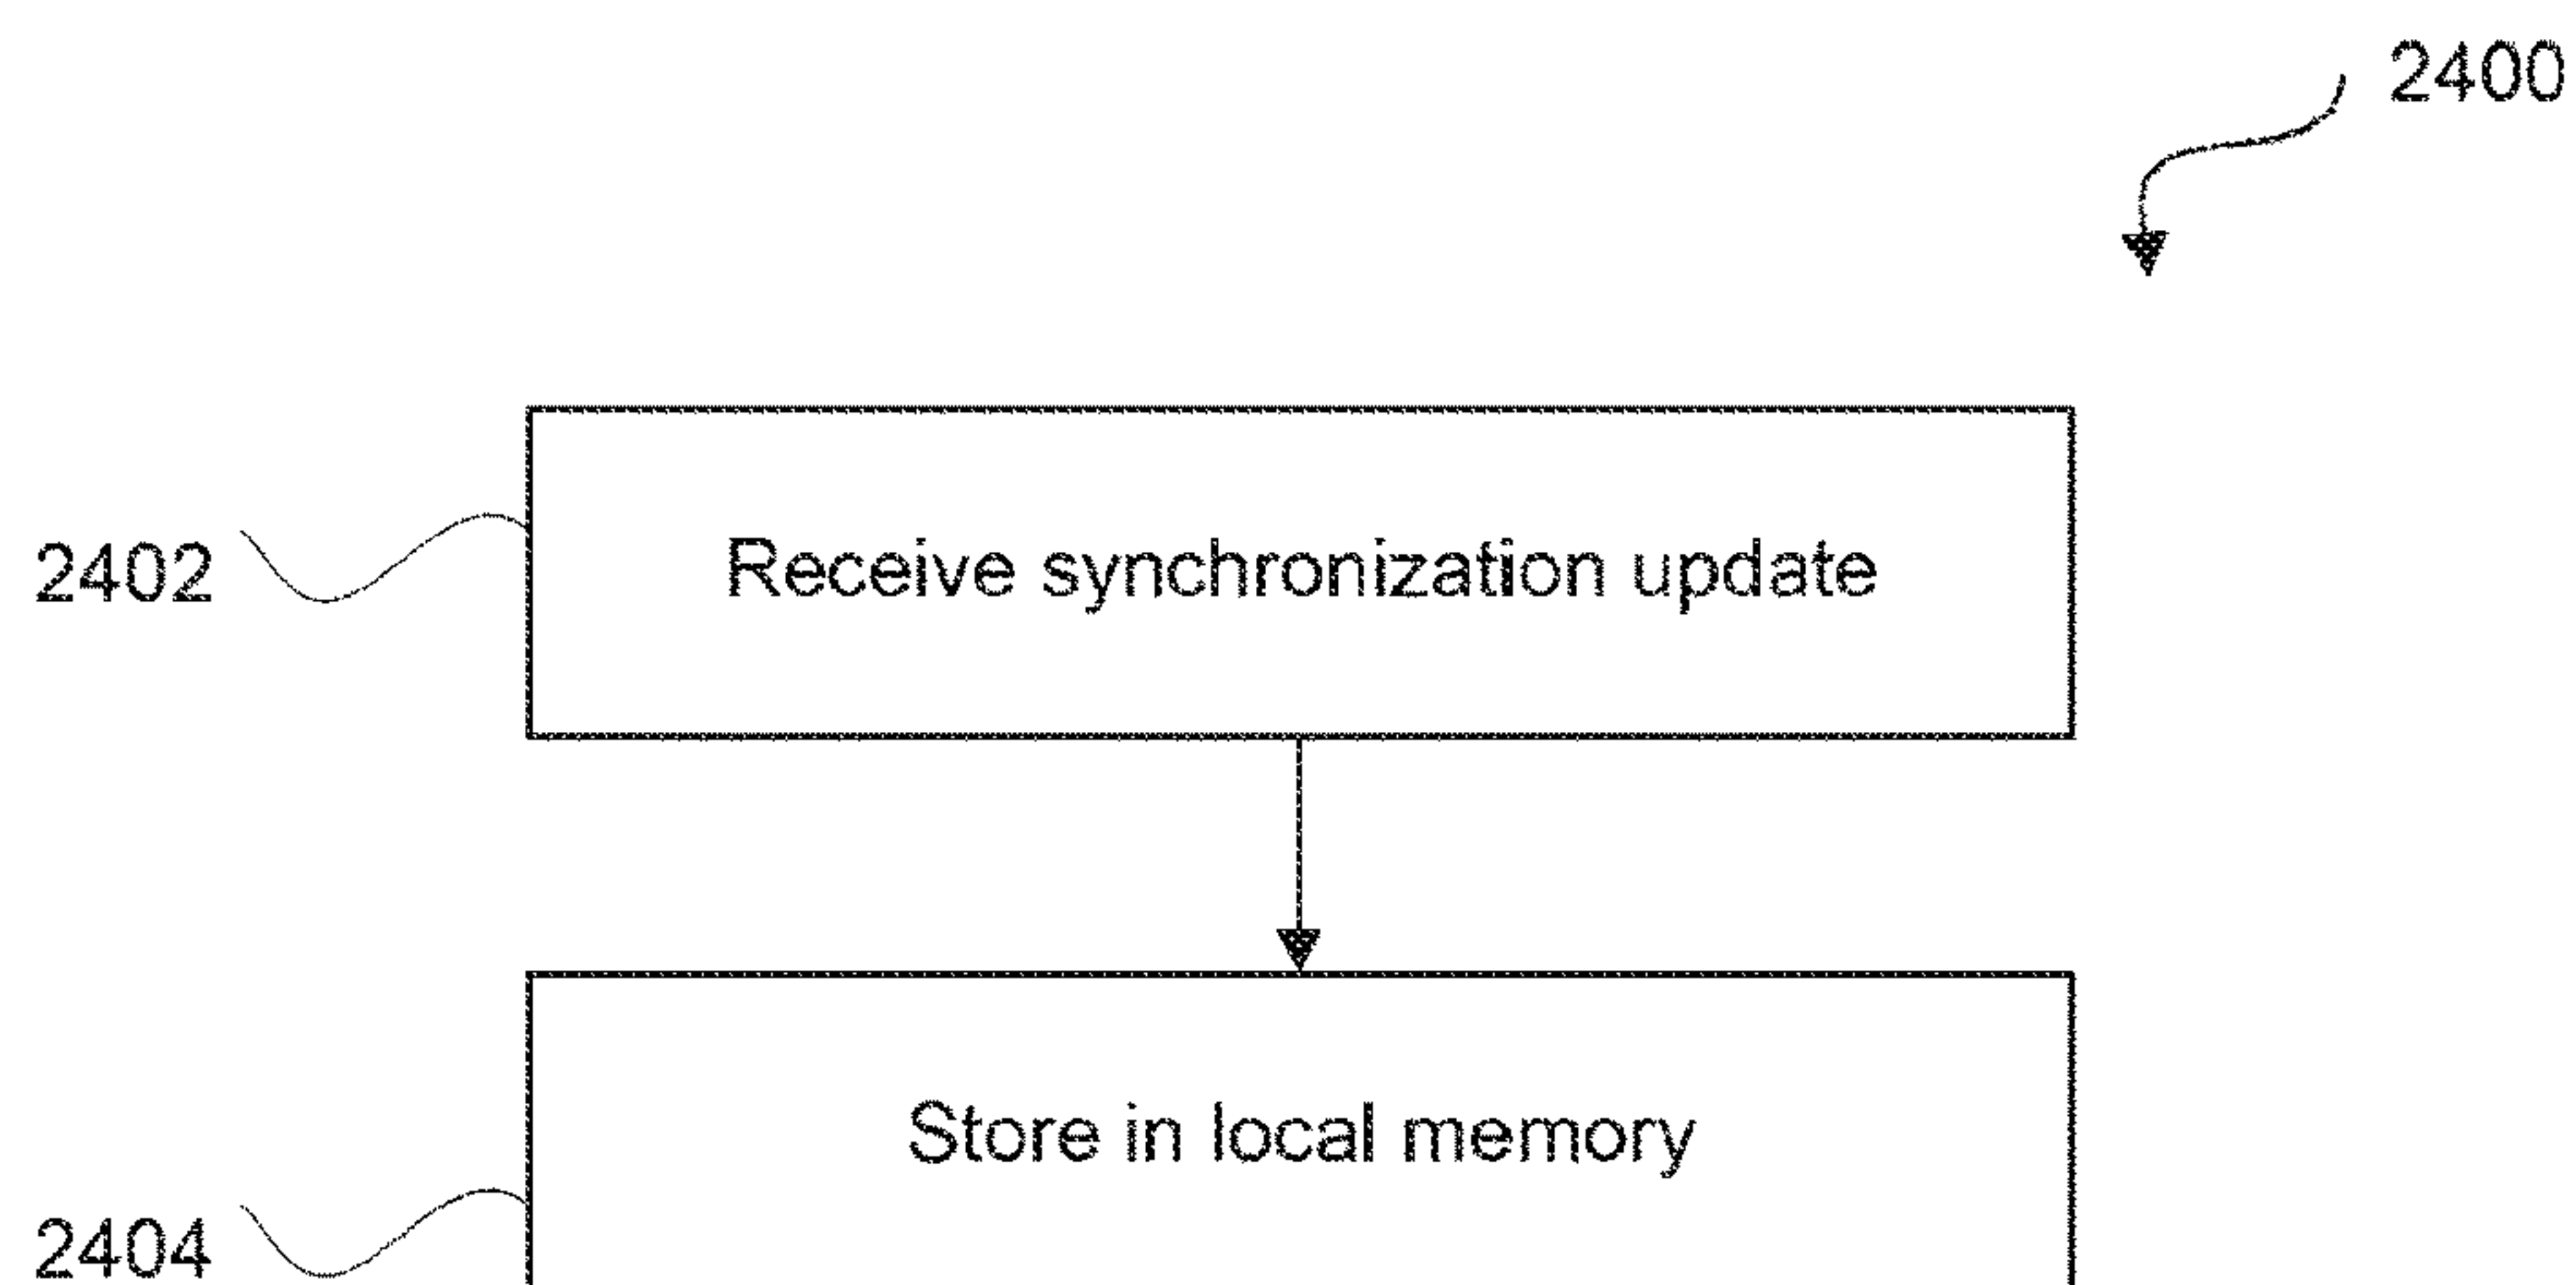 2400
2402
Receive synchronization update
Store in local memory
2404